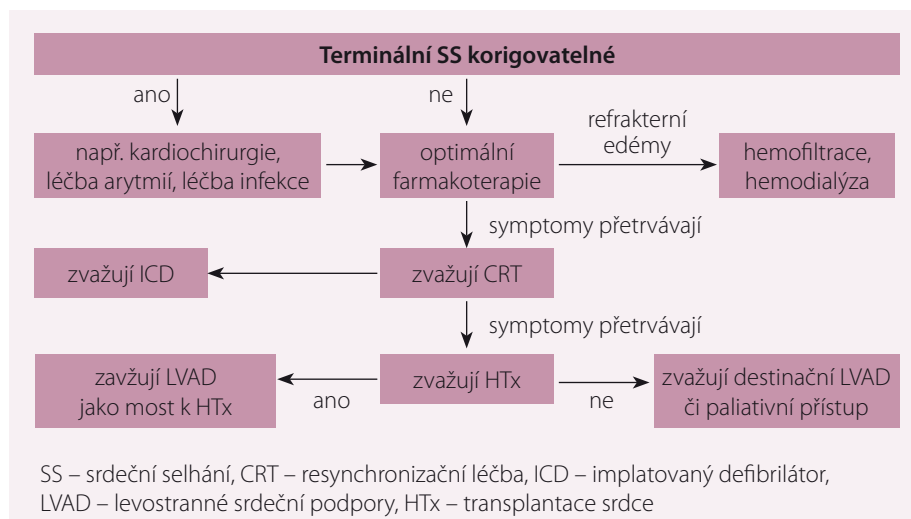 Terminální SS korigovatelné
ano
ne
např. kardiochirurgie,
léčba arytmií, léčba infekce
optimální
farmakoterapie
refrakterní
edémy
hemofiltrace,
hemodialýza
symptomy přetrvávají
zvažují ICD
zvažují CRT
symptomy přetrvávají
zavžují LVAD
jako most k HTx
ano
zvažují HTx
ne
zvažují destinační LVAD
či paliativní přístup
SS – srdeční selhání, CRT – resynchronizační léčba, ICD – implatovaný defibrilátor,
LVAD – levostranné srdeční podpory, HTx – transplantace srdce